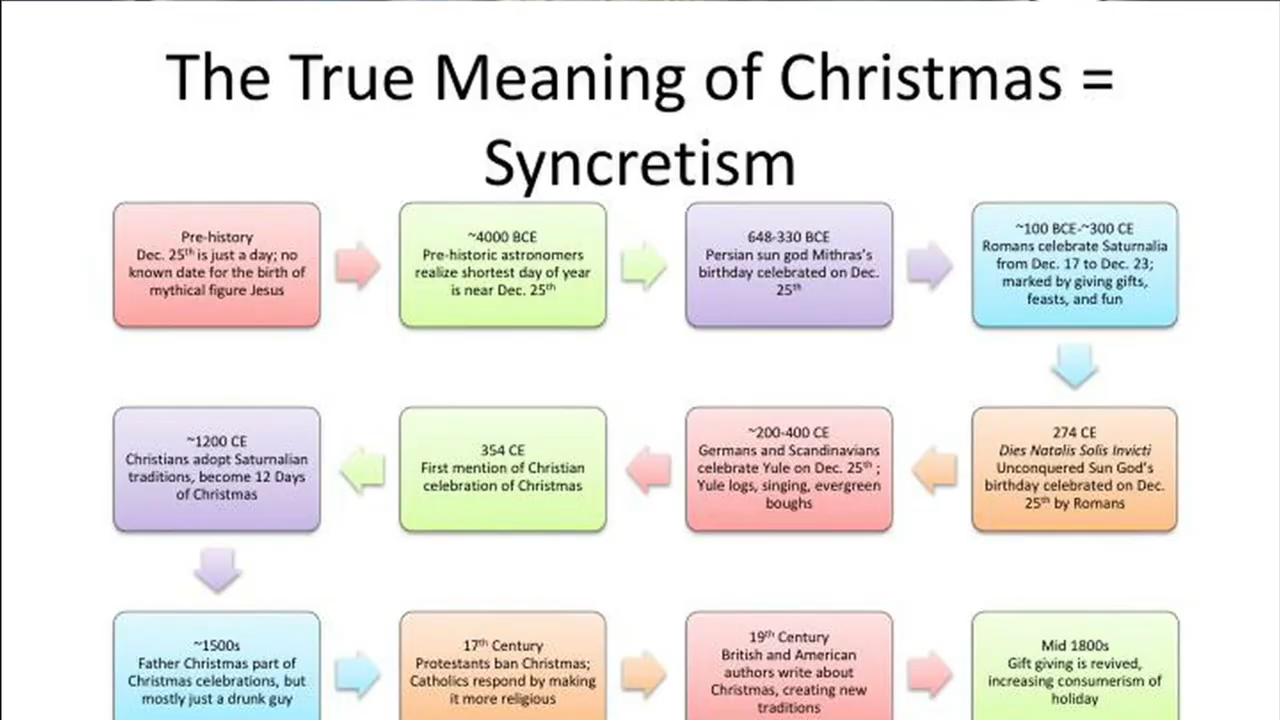 The True Meaning of Christmas =
Syncretism
Pre-history
Dec. 25th is just a day; no
known date for the birth of
mythical figure Jesus
~4000 BCE
Pre-historic astronomers
realize shortest day of year
is near Dec. 25th
648-330 BCE
Persian sun god Mithras's
birthday celebrated on Dec.
25th
~100 BCE-~300 CE
Romans celebrate Saturnalia
from Dec. 17 to Dec. 23;
marked by giving gifts,
feasts, and fun
274 CE
Dies Natalis Solis Invicti
Unconquered Sun God's
birthday celebrated on Dec.
25th by Romans
~200-400 CE
Germans and Scandinavians
celebrate Yule on Dec. 25th ;
Yule logs, singing, evergreen
boughs
354 CE
First mention of Christian
celebration of Christmas
~1200 CE
Christians adopt Saturnalian
traditions, become 12 Days
of Christmas
~1500s
Father Christmas part of
Christmas celebrations, but
mostly just a drunk guy
17th Century
Protestants ban Christmas;
Catholics respond by making
it more religious
19th Century
British and American
authors write about
Christmas, creating new
traditions
Mid 1800s
Gift giving is revived,
increasing consumerism of
holiday